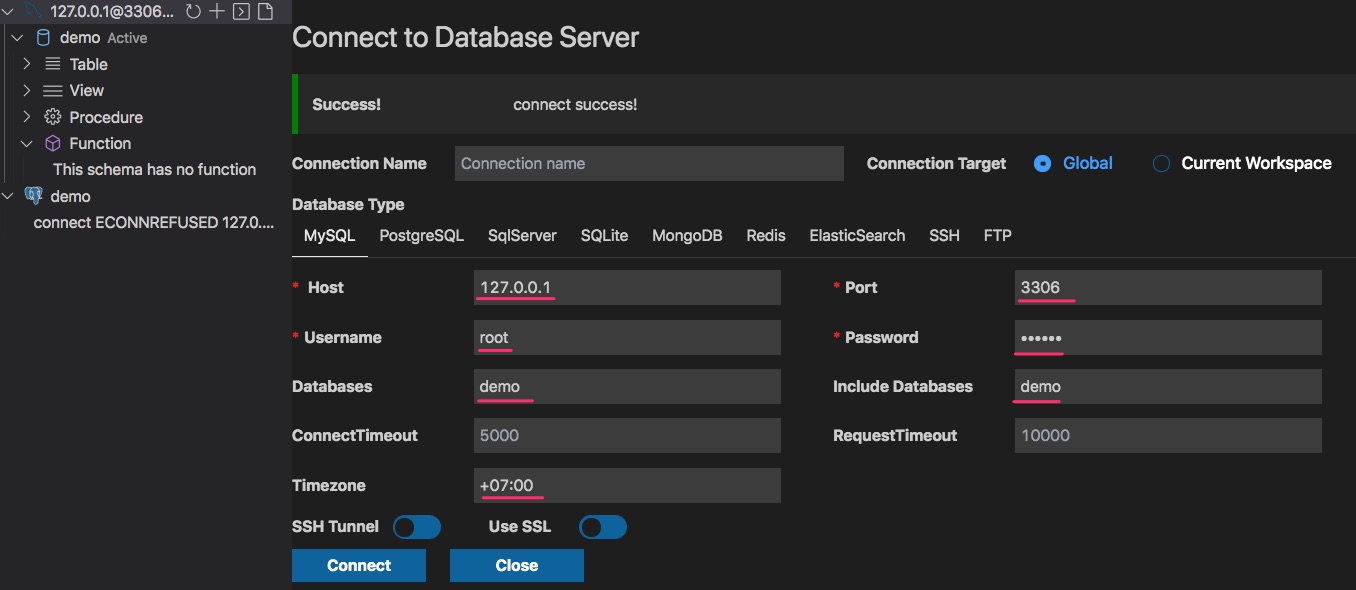 127.0.0.1@3306...
demo Active
Table
View
Procedure
Function
This schema has no function
demo
connect ECONNREFUSED 127.0....
Connect to Database Server
Success! connect success!
Connection Name Connection name Connection Target Global Current Workspace
Database Type
MySQL PostgreSQL SqlServer SQLite MongoDB Redis ElasticSearch SSH FTP
* Host 127.0.0.1 * Port 3306
* Username root * Password ••••••
Databases demo Include Databases demo
ConnectTimeout 5000 RequestTimeout 10000
Timezone +07:00
SSH Tunnel Use SSL
Connect Close